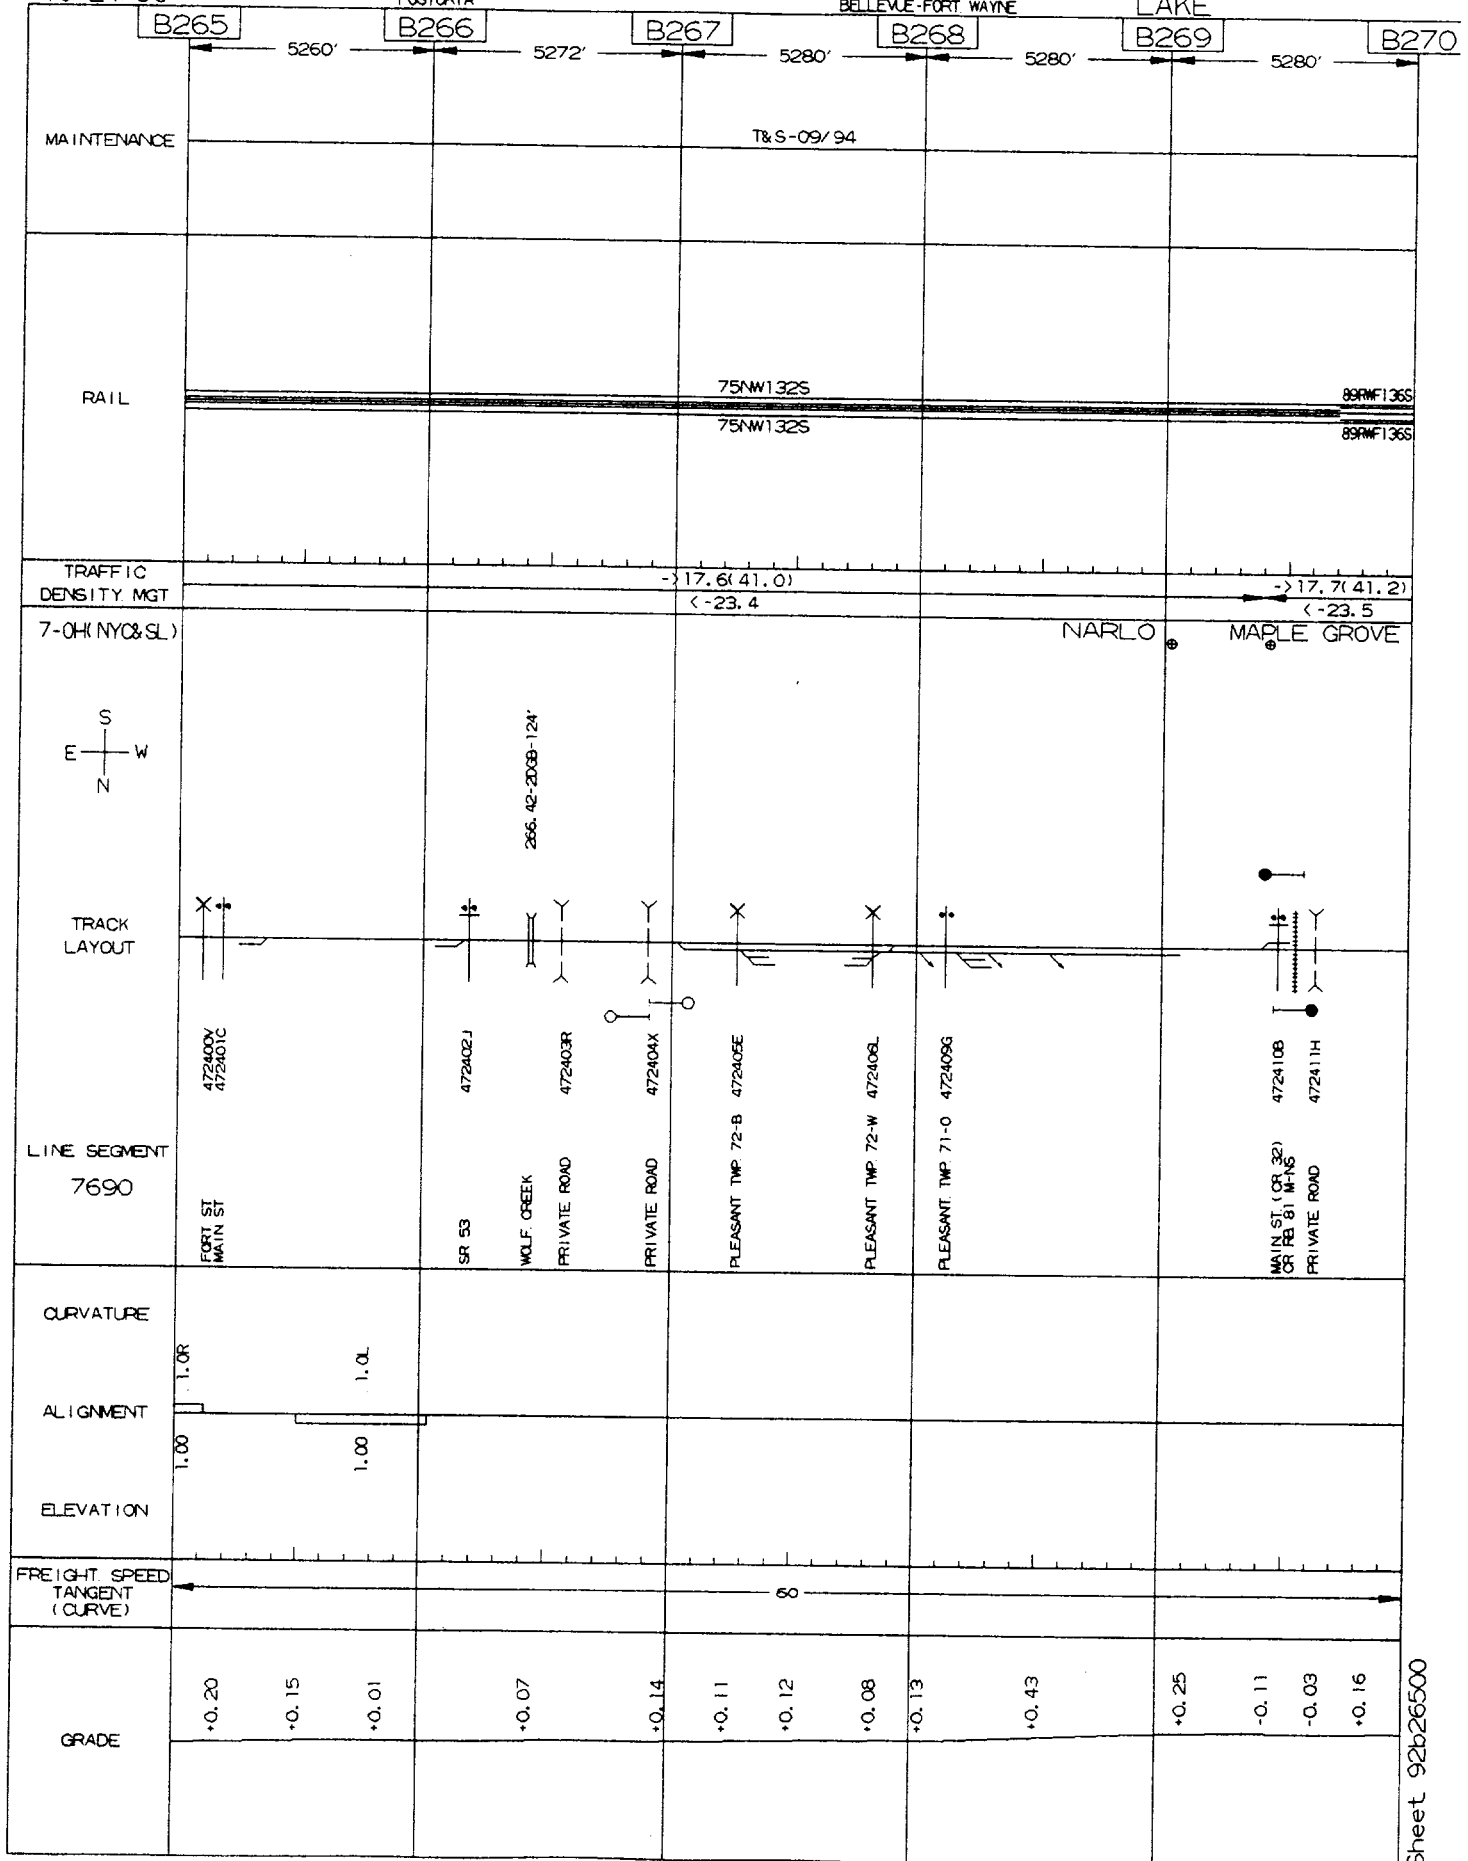 BELLEVUE-FORT WAYNE
LAKE
B265
B266
B267
B268
B269
B270
5260'
5272'
5280'
5280'
5280'
MAINTENANCE
T&S-09/94
RAIL
75NW132S
75NW132S
89RWF136S
89RWF136S
TRAFFIC
DENSITY MGT
->17.6(41.0)
<-23.4
->17.7(41.2)
<-23.5
7-OH(NYC&SL)
NARLO
MAPLE GROVE
S
E
W
N
266.42-2DGB-124'
TRACK
LAYOUT
472400V
472401C
472402J
472403R
472404X
472405E
472406L
472409G
472410B
472411H
LINE SEGMENT
7690
FORT ST
MAIN ST
SR 53
WOLF CREEK
PRIVATE ROAD
PRIVATE ROAD
PLEASANT TWP. 72-B
PLEASANT TWP. 72-W
PLEASANT TWP. 71-O
MAIN ST. (CR 32)
CR RB 81 M-NS
PRIVATE ROAD
CURVATURE
1.0R
1.0L
ALIGNMENT
1.00
1.00
ELEVATION
FREIGHT SPEED
TANGENT
(CURVE)
60
GRADE
+0.20
+0.15
+0.01
+0.07
+0.14
+0.11
+0.12
+0.08
+0.13
+0.43
+0.25
-0.11
-0.03
+0.16
Sheet 92b26500